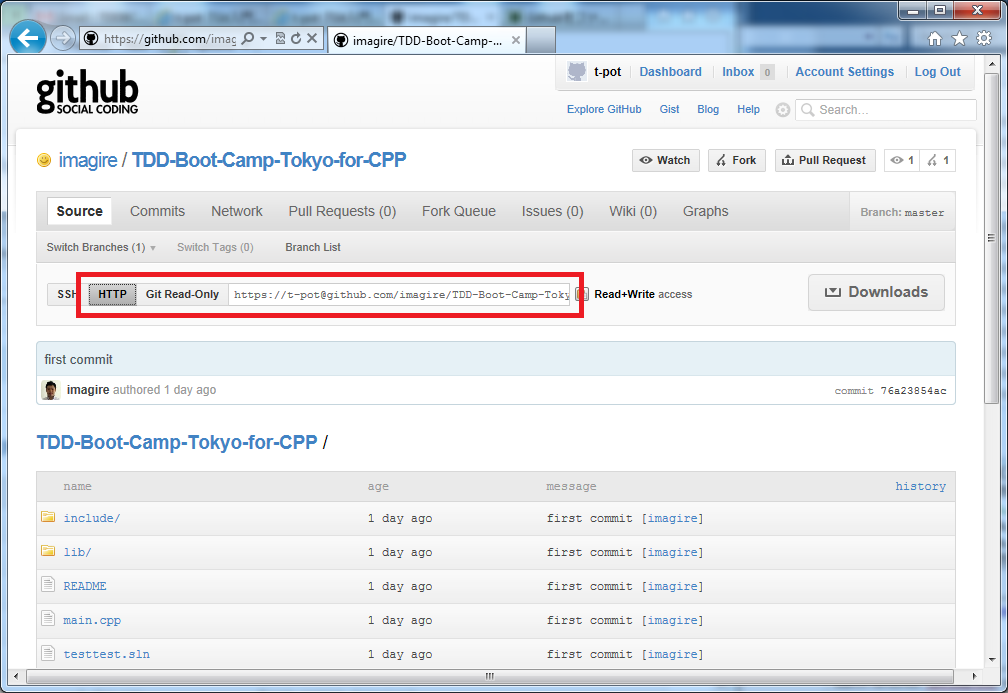 https://github.com/imag
imagire/TDD-Boot-Camp-...
github
SOCIAL CODING
t-pot Dashboard Inbox 0 Account Settings Log Out
Explore GitHub Gist Blog Help Search...
imagire / TDD-Boot-Camp-Tokyo-for-CPP
Watch Fork Pull Request 1 1
Source Commits Network Pull Requests (0) Fork Queue Issues (0) Wiki (0) Graphs Branch: master
Switch Branches (1) Switch Tags (0) Branch List
SSH HTTP Git Read-Only https://t-pot@github.com/imagire/TDD-Boot-Camp-Toky Read+Write access Downloads
first commit
imagire authored 1 day ago commit 76a23854ac
TDD-Boot-Camp-Tokyo-for-CPP /
name age message history
include/ 1 day ago first commit [imagire]
lib/ 1 day ago first commit [imagire]
README 1 day ago first commit [imagire]
main.cpp 1 day ago first commit [imagire]
testtest.sln 1 day ago first commit [imagire]